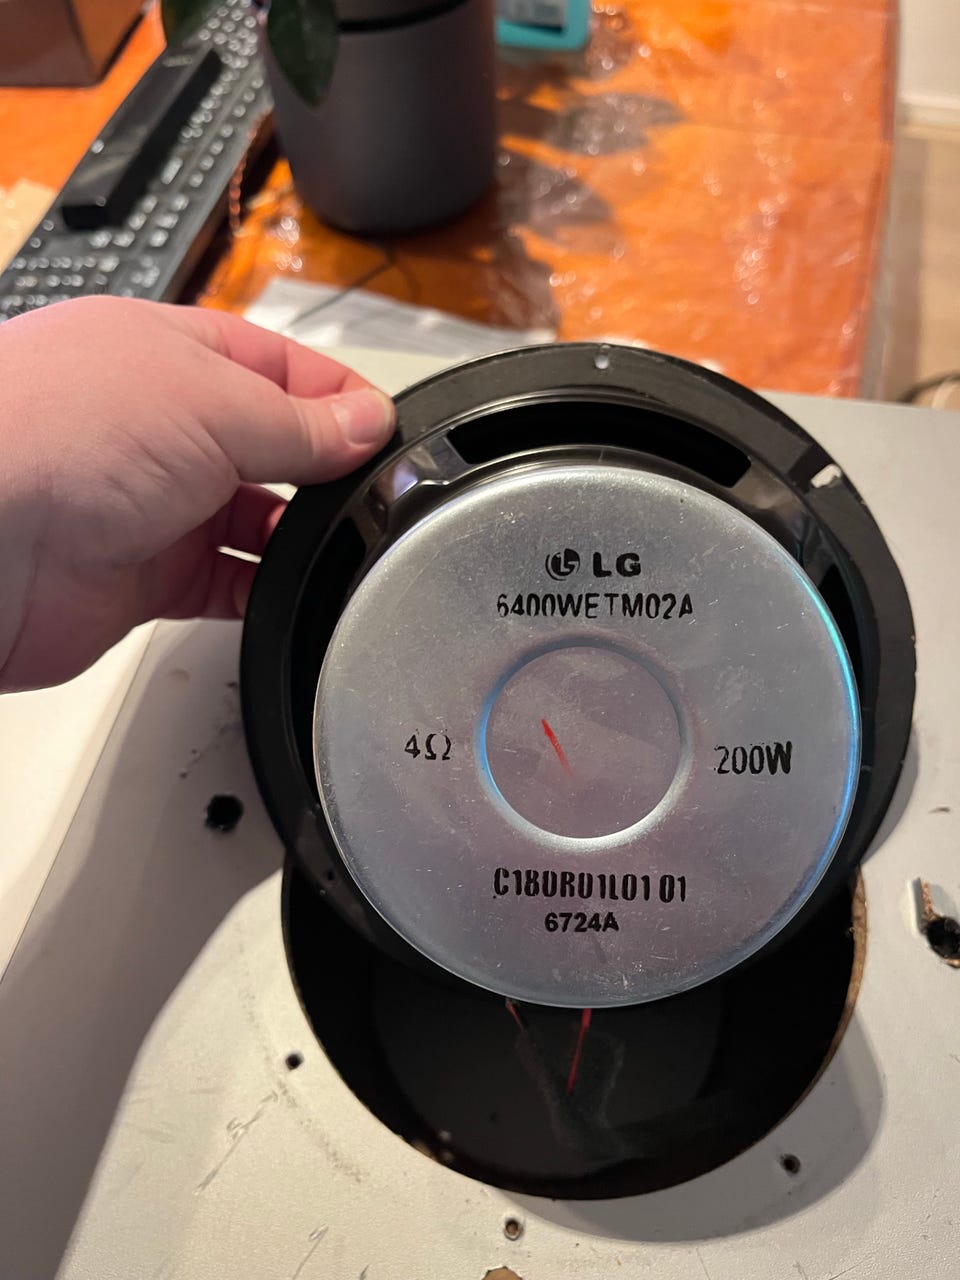 LG
6400WETM02A
4Ω 200W
C180R01L01 01
6724A